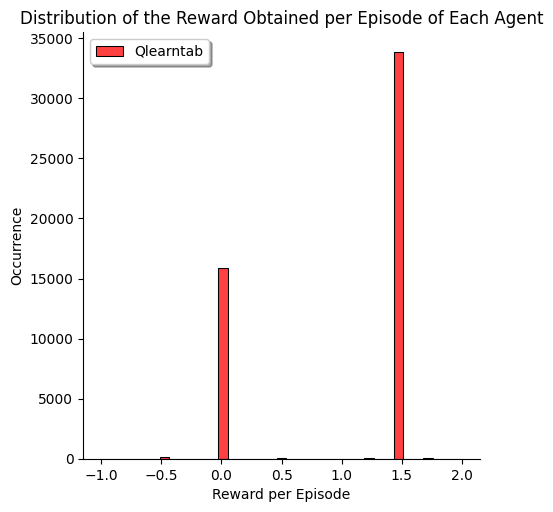 Distribution of the Reward Obtained per Episode of Each Agent
Qlearntab
35000
30000
25000
20000
15000
10000
5000
0
Occurrence
−1.0 −0.5 0.0 0.5 1.0 1.5 2.0
Reward per Episode